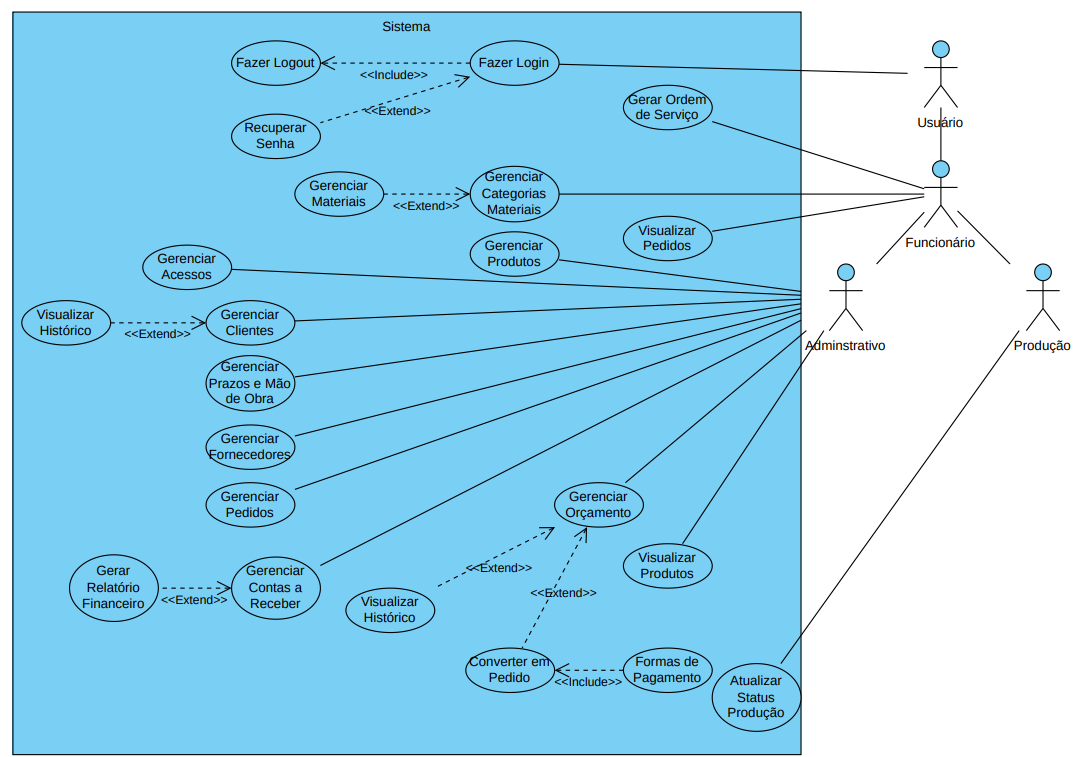 Sistema
Fazer Logout
<<Include>>
Fazer Login
<<Extend>>
Recuperar
Senha
Gerar Ordem
de Serviço
Usuário
Gerenciar
Materiais
<<Extend>>
Gerenciar
Categorias
Materiais
Visualizar
Pedidos
Funcionário
Gerenciar
Produtos
Gerenciar
Acessos
Visualizar
Histórico
<<Extend>>
Gerenciar
Clientes
Adminstrativo
Produção
Gerenciar
Prazos e Mão
de Obra
Gerenciar
Fornecedores
Gerenciar
Pedidos
Gerenciar
Orçamento
Visualizar
Produtos
Gerar
Relatório
Financeiro
<<Extend>>
Gerenciar
Contas a
Receber
<<Extend>>
Visualizar
Histórico
<<Extend>>
Converter em
Pedido
<<Include>>
Formas de
Pagamento
Atualizar
Status
Produção